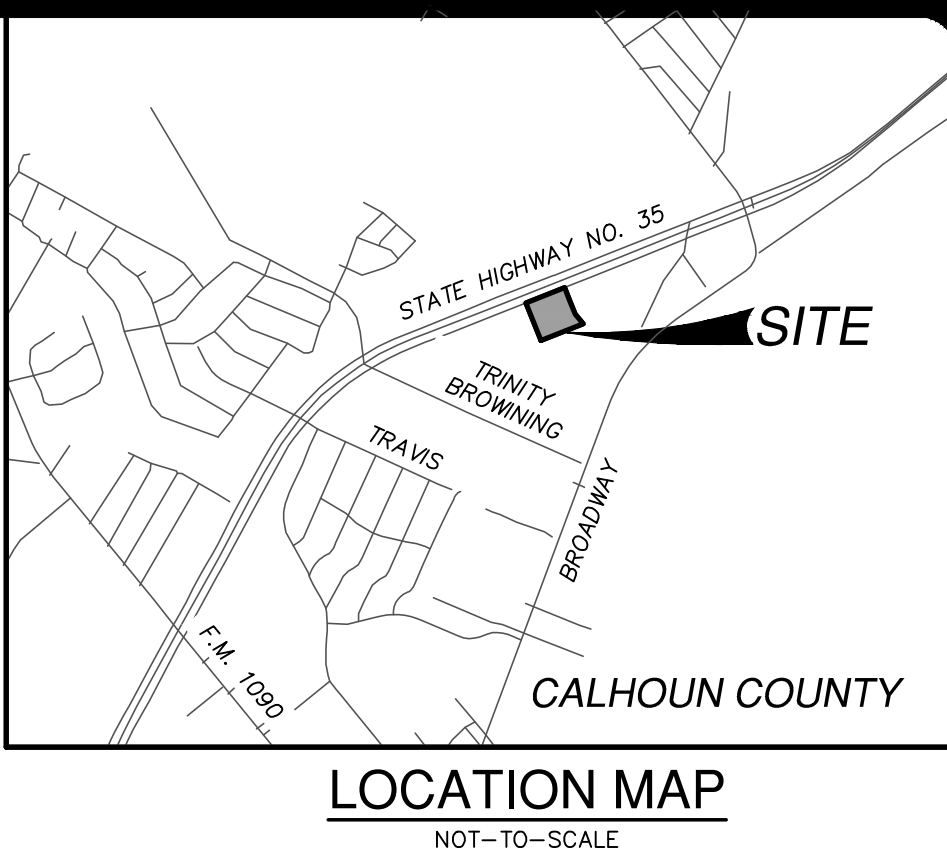 STATE HIGHWAY NO. 35
SITE
TRINITY
BROWINING
TRAVIS
BROADWAY
F.M. 1090
CALHOUN COUNTY
LOCATION MAP
NOT-TO-SCALE